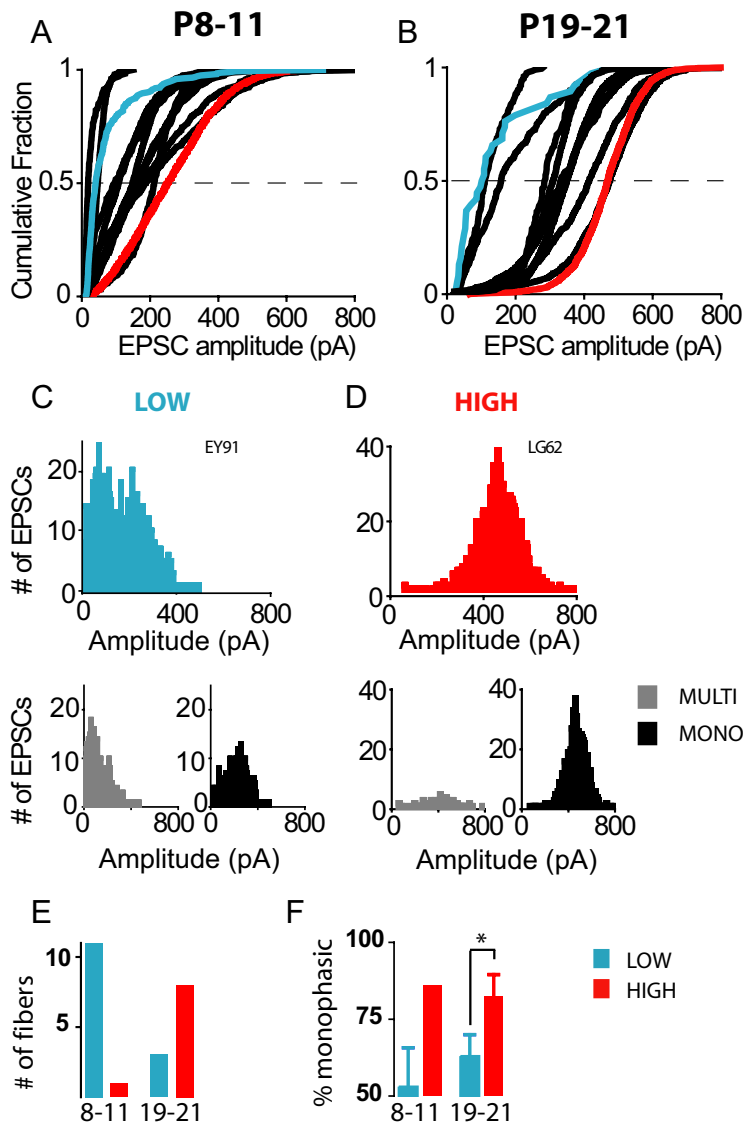 P8-11
P19-21
A
B
Cumulative Fraction
1
0.5
0
0 200 400 600 800
EPSC amplitude (pA)
1
0.5
0
0 200 400 600 800
EPSC amplitude (pA)
C
LOW
D
HIGH
EY91
# of EPSCs
20
10
0
0 400 800
Amplitude (pA)
LG62
40
20
0
0 400 800
Amplitude (pA)
# of EPSCs
20
10
0
0 800
20
10
0
0 800
Amplitude (pA)
40
20
0
0 800
40
20
0
0 800
Amplitude (pA)
MULTI
MONO
E
# of fibers
10
5
8-11 19-21
F
% monophasic
100
75
50
*
8-11 19-21
LOW
HIGH